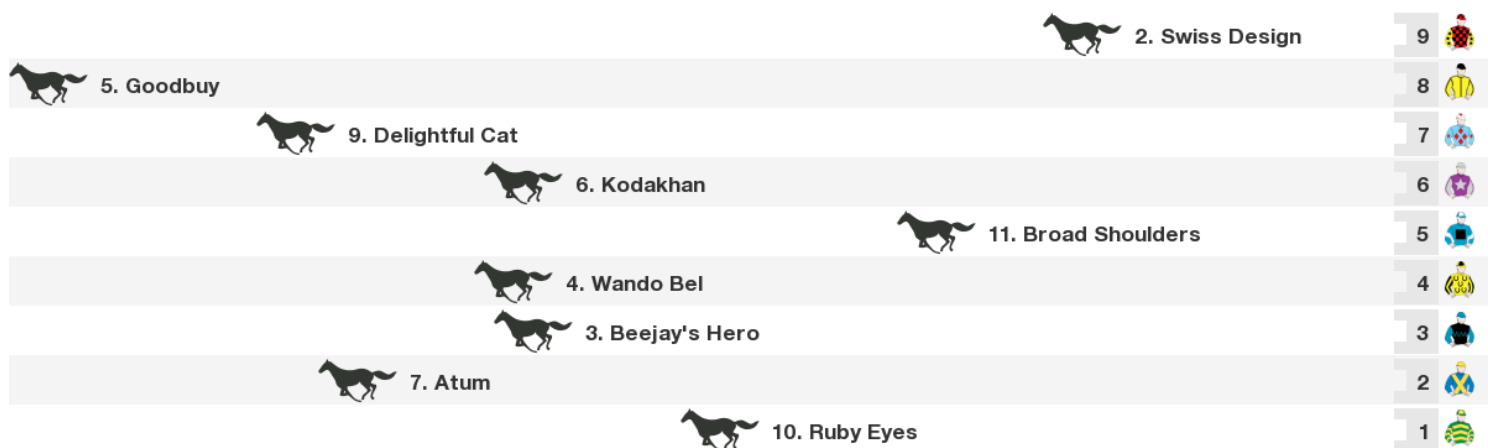 2. Swiss Design 9
5. Goodbuy 8
9. Delightful Cat 7
6. Kodakhan 6
11. Broad Shoulders 5
4. Wando Bel 4
3. Beejay's Hero 3
7. Atum 2
10. Ruby Eyes 1